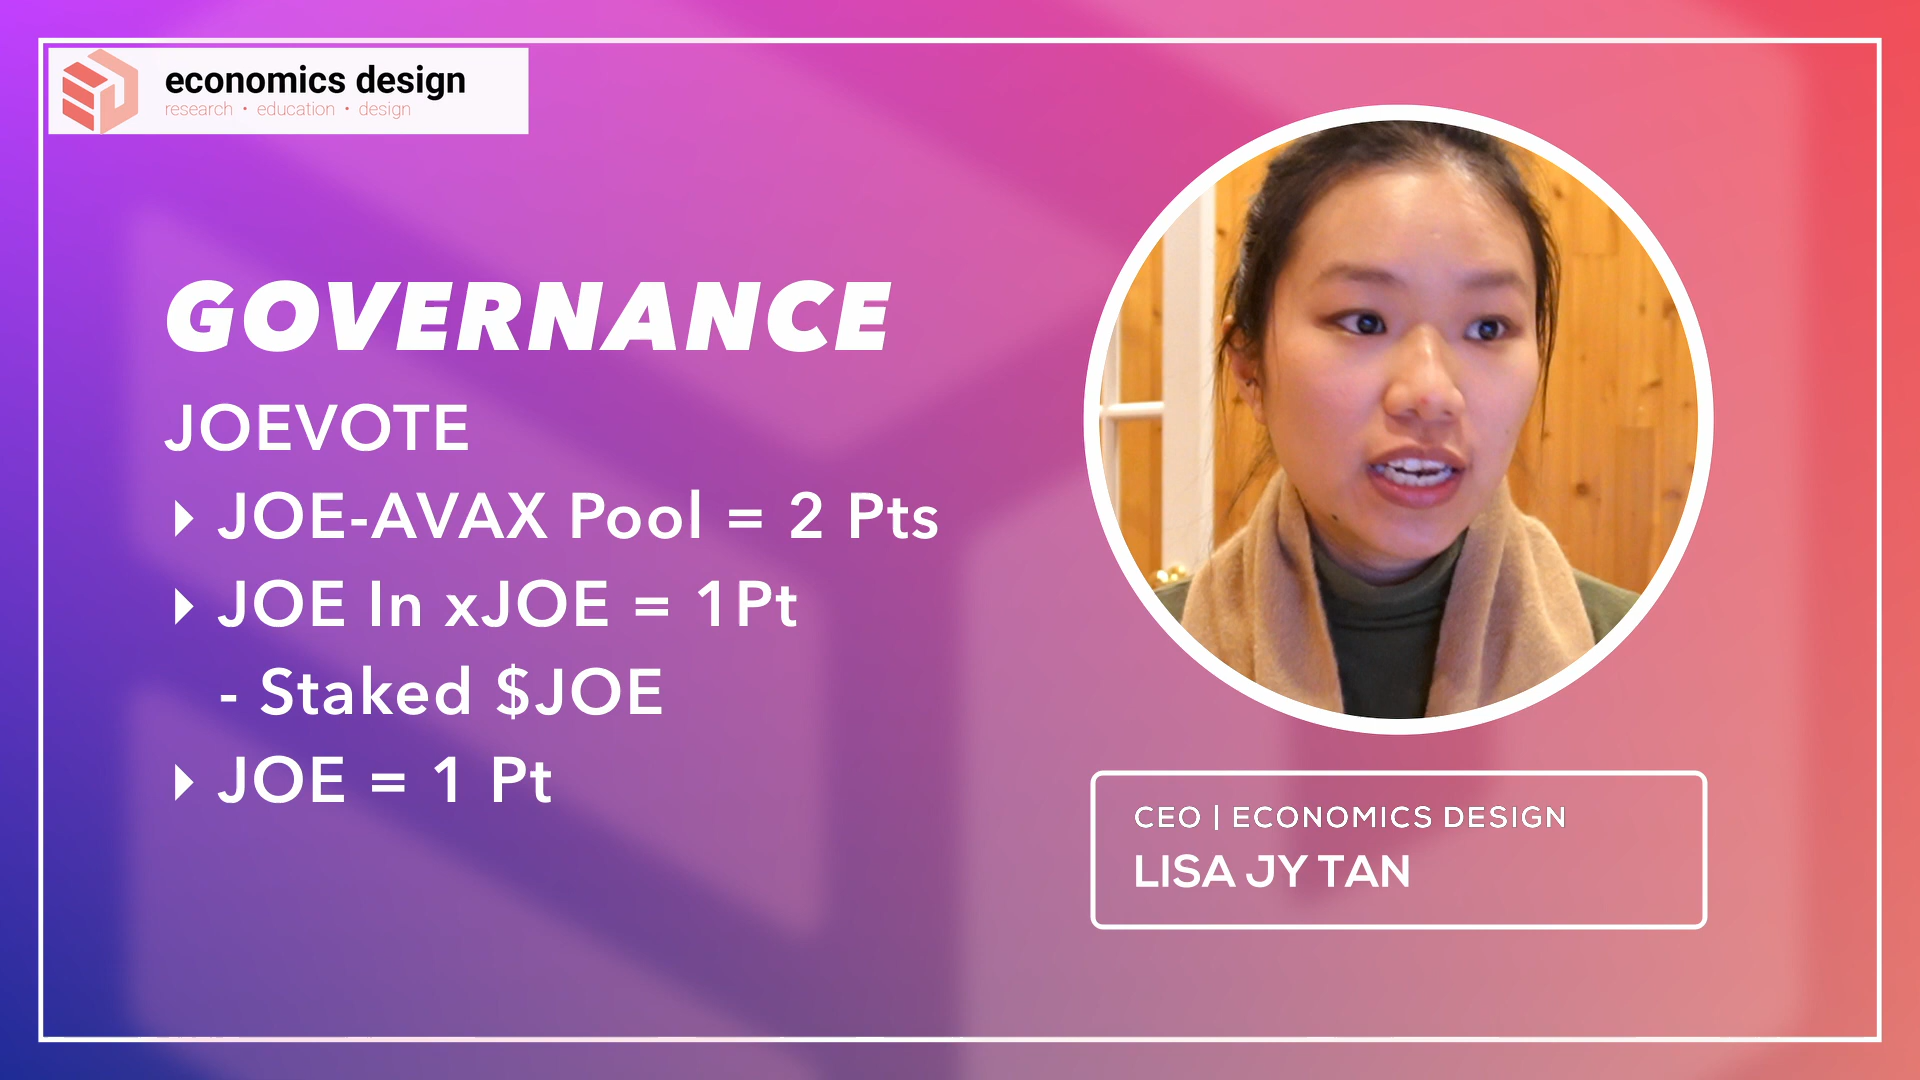 economics design
research • education • design
GOVERNANCE
JOEVOTE
‣ JOE-AVAX Pool = 2 Pts
‣ JOE In xJOE = 1Pt
- Staked $JOE
‣ JOE = 1 Pt
CEO | ECONOMICS DESIGN
LISA JY TAN